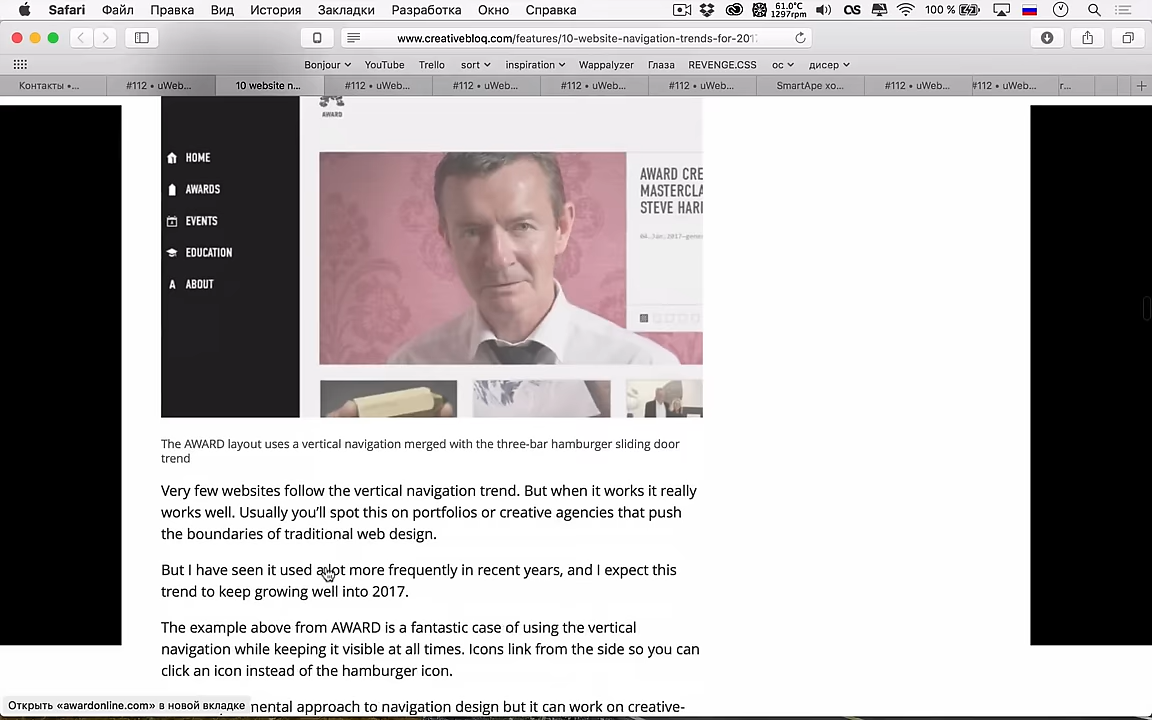 Safari Файл Правка Вид История Закладки Разработка Окно Справка 61.0°C 1297rpm 100 %
www.creativebloq.com/features/10-website-navigation-trends-for-201
Bonjour YouTube Trello sort inspiration Wappalyzer Глаза REVENGE.CSS ос дисер
Контакты •... #112 • uWeb... 10 website n... #112 • uWeb... #112 • uWeb... #112 • uWeb... #112 • uWeb... SmartApe хо... #112 • uWeb... #112 • uWeb... г...
AWARD
HOME
AWARDS
EVENTS
EDUCATION
A ABOUT
AWARD CRE
MASTERCLA
STEVE HAR
The AWARD layout uses a vertical navigation merged with the three-bar hamburger sliding door
trend
Very few websites follow the vertical navigation trend. But when it works it really
works well. Usually you'll spot this on portfolios or creative agencies that push
the boundaries of traditional web design.
But I have seen it used a lot more frequently in recent years, and I expect this
trend to keep growing well into 2017.
The example above from AWARD is a fantastic case of using the vertical
navigation while keeping it visible at all times. Icons link from the side so you can
click an icon instead of the hamburger icon.
mental approach to navigation design but it can work on creative-
Открыть «awardonline.com» в новой вкладке